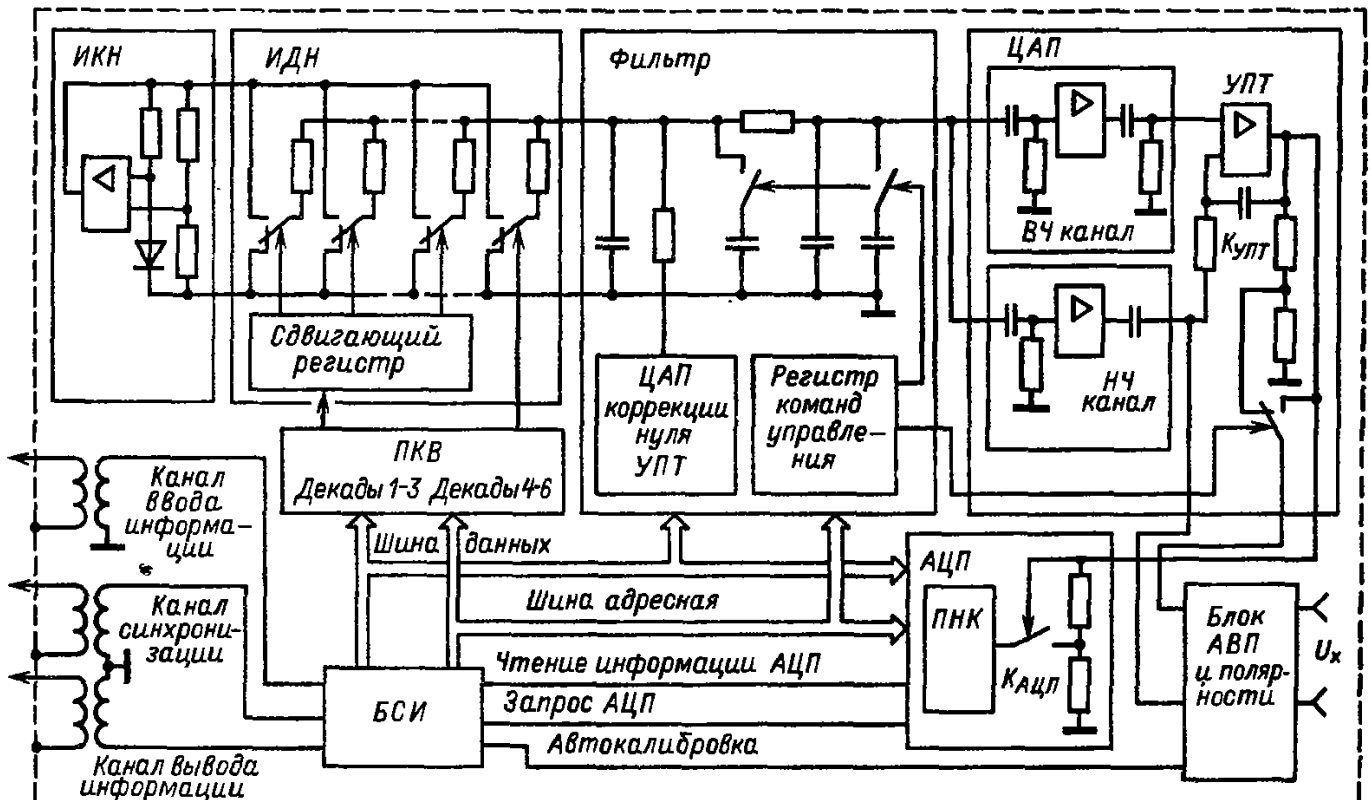 ИКН
ИДН
Фильтр
ЦАП
УПТ
ВЧ канал
КУПТ
НЧ
канал
Сдвигающий
регистр
ЦАП
коррекции
нуля
УПТ
Регистр
команд
управле-
ния
ПКВ
Декады 1-3 Декады 4-6
Канал
ввода
информа-
ции
Шина данных
АЦП
Шина адресная
ПНК
КАЦП
Канал
синхрони-
зации
Чтение информации АЦП
БСИ
Запрос АЦП
Автокалибровка
Блок
АВП
и поляр-
ности
Ux
Канал вывода
информации